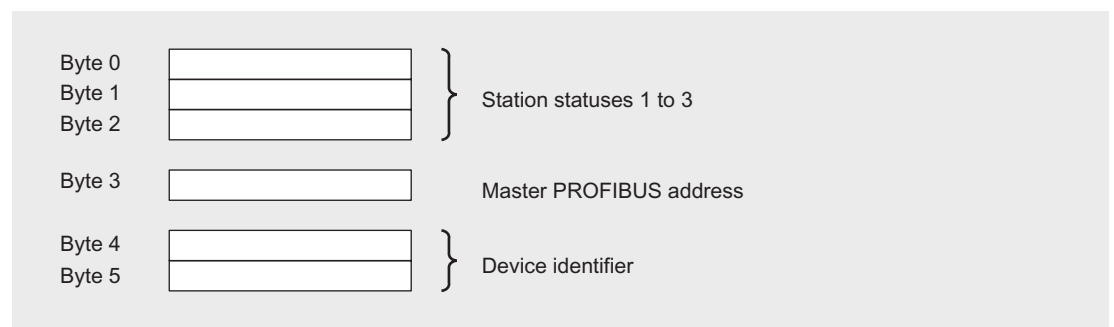 Byte 0
Byte 1
Station statuses 1 to 3
Byte 2
Byte 3
Master PROFIBUS address
Byte 4
Device identifier
Byte 5